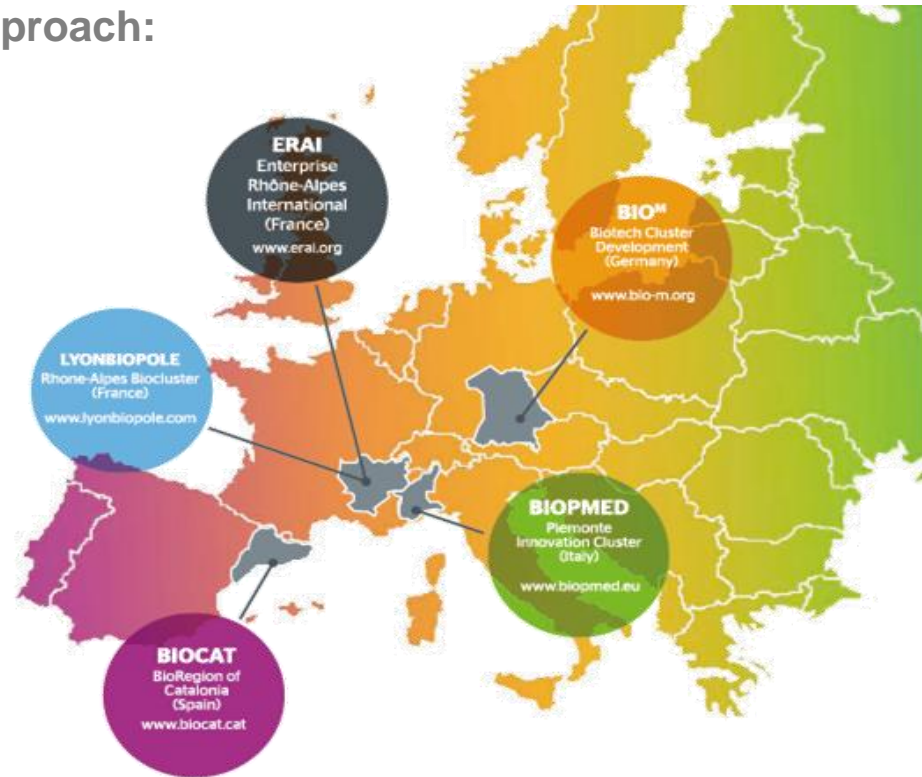 proach:
ERAI
Enterprise
Rhône-Alpes
International
(France)
www.erai.org
BIOᴹ
Biotech Cluster
Development
(Germany)
www.bio-m.org
LYONBIOPOLE
Rhone-Alpes Biocluster
(France)
www.lyonbiopole.com
BIOPMED
Piemonte
Innovation Cluster
(Italy)
www.biopmed.eu
BIOCAT
BioRegion of
Catalonia
(Spain)
www.biocat.cat